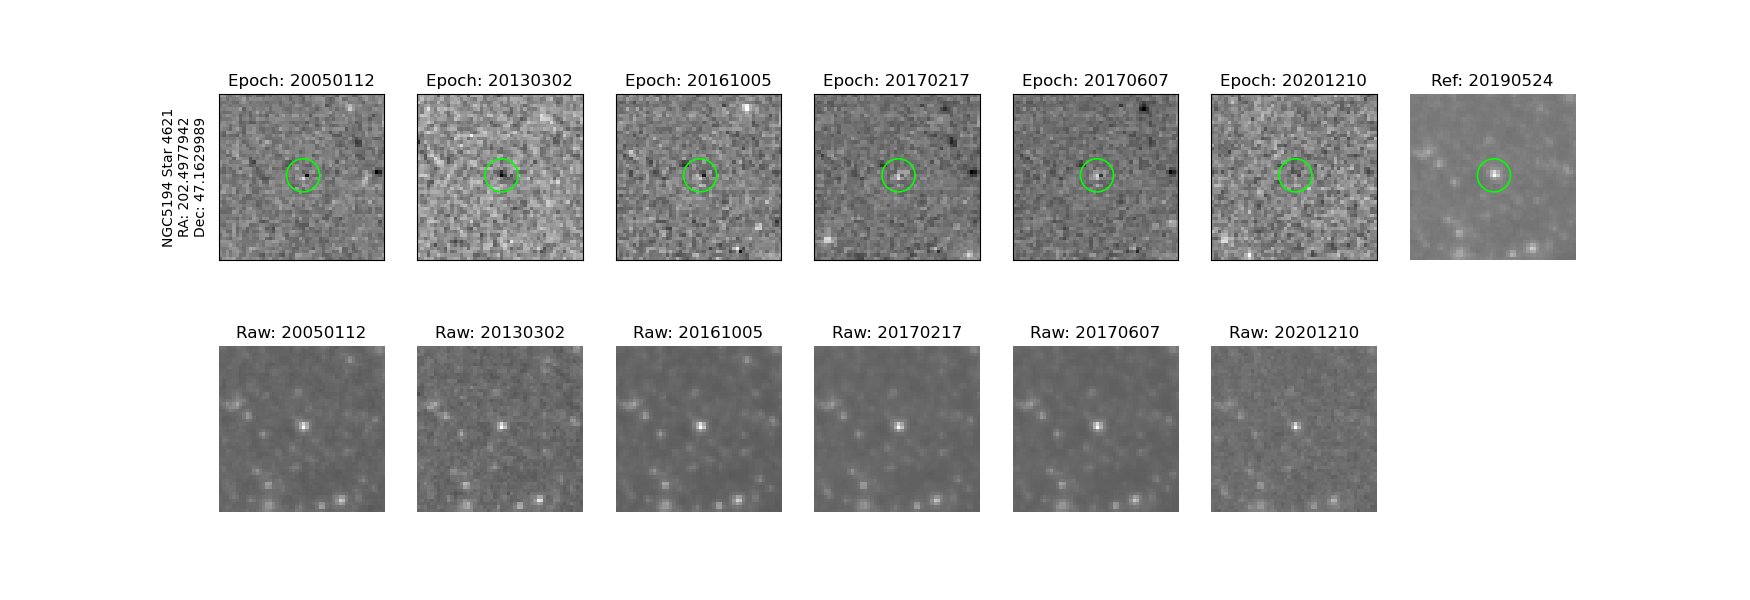 Epoch: 20050112
Epoch: 20130302
Epoch: 20161005
Epoch: 20170217
Epoch: 20170607
Epoch: 20201210
Ref: 20190524
NGC5194 Star 4621
RA: 202.4977942
Dec: 47.16299989
Raw: 20050112
Raw: 20130302
Raw: 20161005
Raw: 20170217
Raw: 20170607
Raw: 20201210